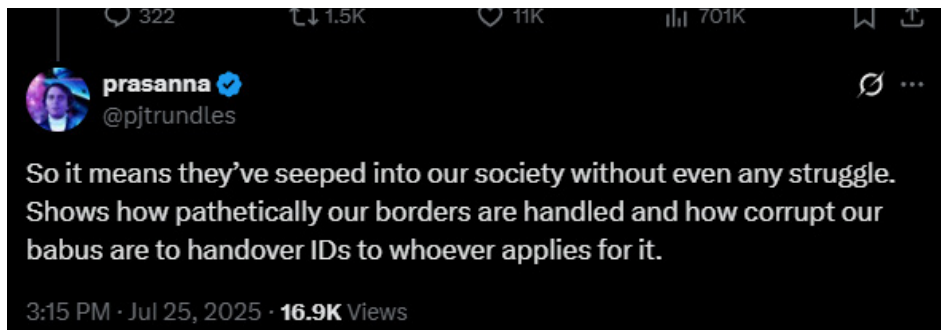 322 1.5K 11K 701K
prasanna
@pjtrundles
So it means they’ve seeped into our society without even any struggle.
Shows how pathetically our borders are handled and how corrupt our
babus are to handover IDs to whoever applies for it.
3:15 PM · Jul 25, 2025 · 16.9K Views